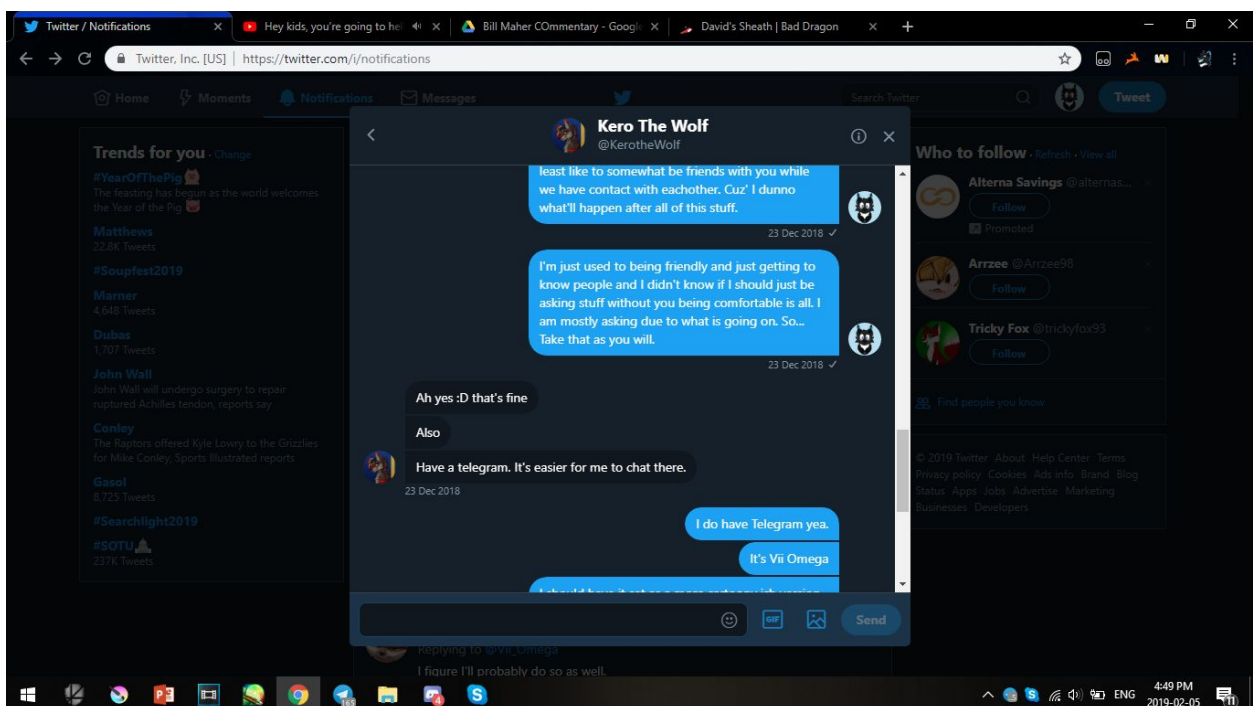 Twitter / Notifications
Hey kids, you're going to hel
Bill Maher COmmentary - Google
David's Sheath | Bad Dragon
Twitter, Inc. [US] | https://twitter.com/i/notifications
Home
Moments
Notifications
Messages
Search Twitter
Tweet
Trends for you · Change
#YearOfThePig
The feasting has begun as the world welcomes
the Year of the Pig
Matthews
22.8K Tweets
#Soupfest2019
Marner
4,648 Tweets
Dubas
1,707 Tweets
John Wall
John Wall will undergo surgery to repair
ruptured Achilles tendon, reports say
Conley
The Raptors offered Kyle Lowry to the Grizzlies
for Mike Conley, Sports Illustrated reports
Gasol
8,725 Tweets
#Searchlight2019
#SOTU
237K Tweets
Kero The Wolf
@KerotheWolf
least like to somewhat be friends with you while
we have contact with eachother. Cuz' I dunno
what'll happen after all of this stuff.
23 Dec 2018 ✓
I'm just used to being friendly and just getting to
know people and I didn't know if I should just be
asking stuff without you being comfortable is all. I
am mostly asking due to what is going on. So...
Take that as you will.
23 Dec 2018 ✓
Ah yes :D that's fine
Also
Have a telegram. It's easier for me to chat there.
23 Dec 2018
I do have Telegram yea.
It's Vii Omega
GIF
Send
Replying to @Vii_Omega
I figure I'll probably do so as well.
Who to follow · Refresh · View all
Alterna Savings @alternas...
Follow
Promoted
Arrzee @Arrzee98
Follow
Tricky Fox @trickyfox93
Follow
Find people you know
© 2019 Twitter About Help Center Terms
Privacy policy Cookies Ads info Brand Blog
Status Apps Jobs Advertise Marketing
Businesses Developers
ENG
4:49 PM
2019-02-05